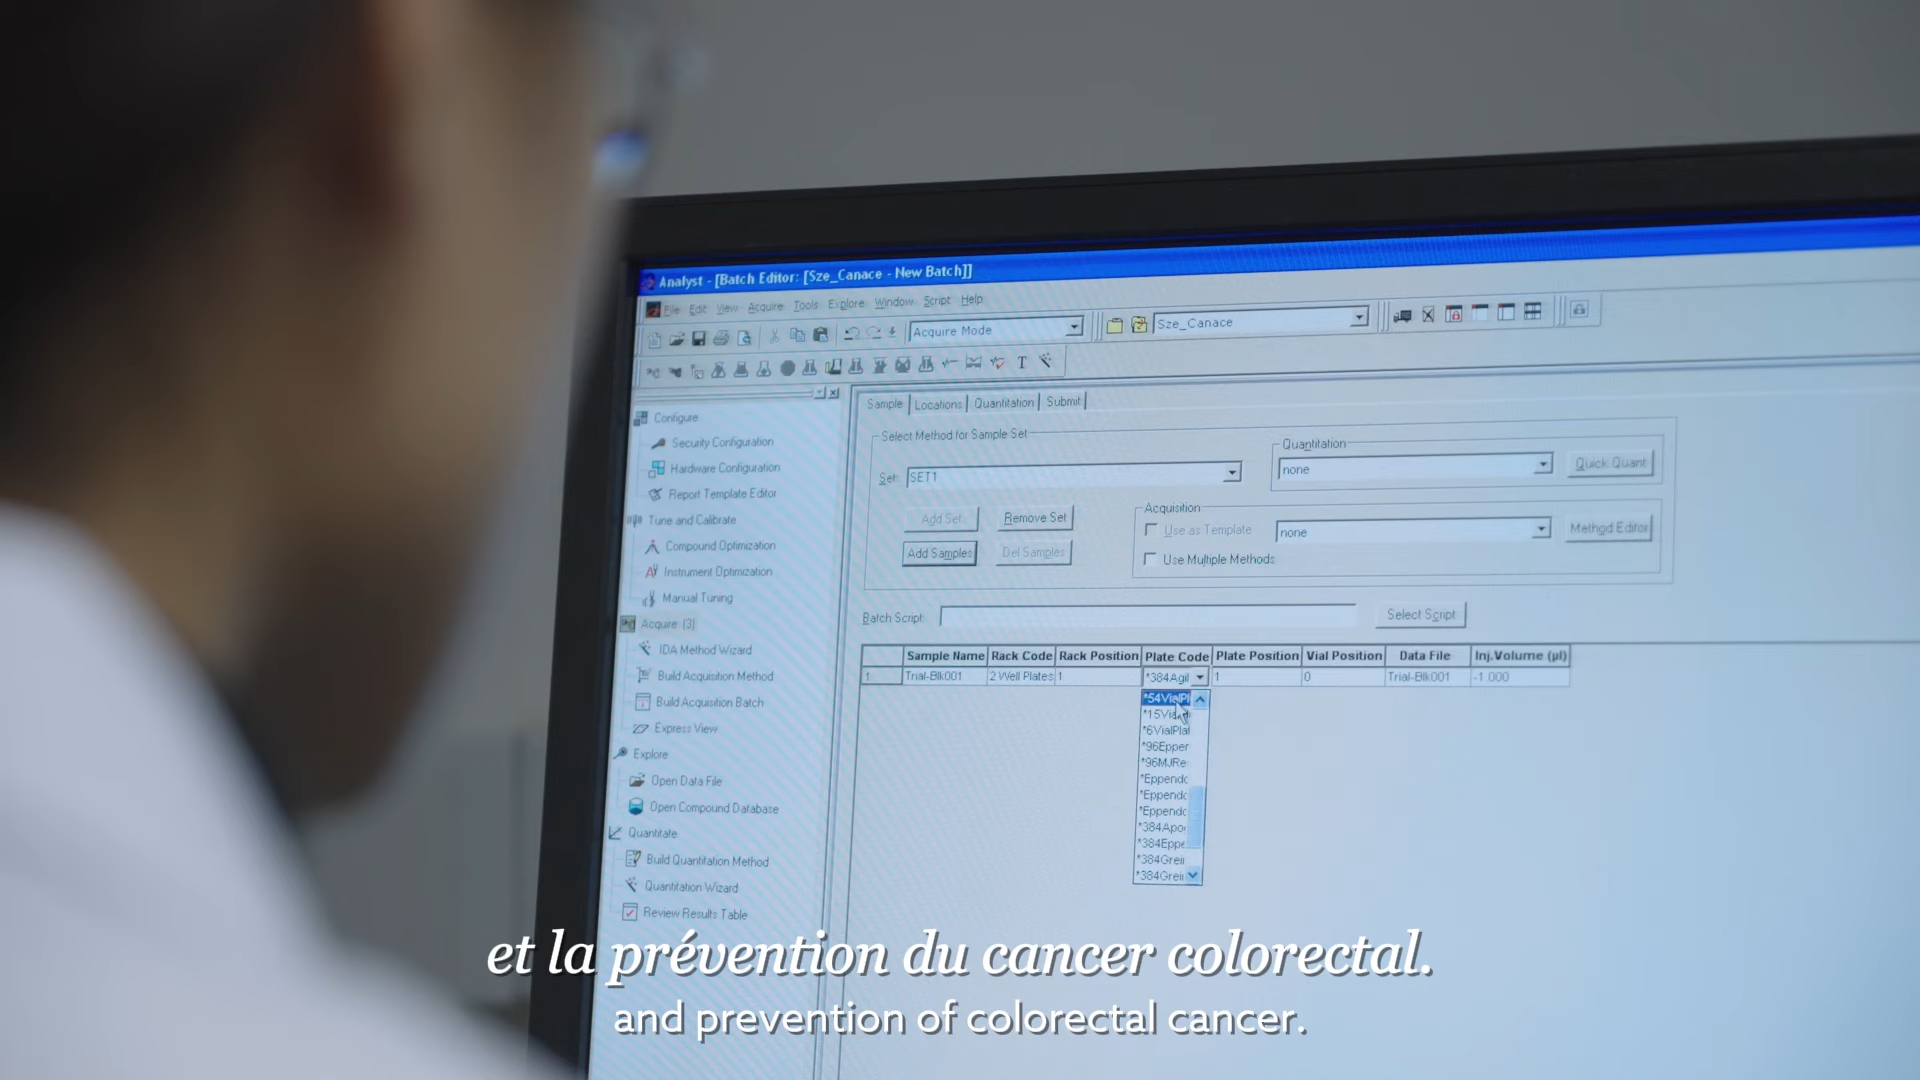 Analyst - [Batch Editor: [Sze_Canace - New Batch]]
File Edit View Acquire Tools Explore Window Script Help
Acquire Mode
Sze_Canace
T
Configure
Security Configuration
Hardware Configuration
Report Template Editor
Tune and Calibrate
Compound Optimization
Instrument Optimization
Manual Tuning
Acquire (3)
IDA Method Wizard
Build Acquisition Method
Build Acquisition Batch
Express View
Explore
Open Data File
Open Compound Database
Quantitate
Build Quantitation Method
Quantitation Wizard
Review Results Table
Sample Locations Quantitation Submit
Select Method for Sample Set
Set: SET1
Add Set Remove Set
Add Samples Del Samples
Quantitation
none Quick Quant
Acquisition
Use as Template none Method Editor
Use Multiple Methods
Batch Script: Select Script
Sample Name Rack Code Rack Position Plate Code Plate Position Vial Position Data File Inj.Volume (µl)
1 Trial-Blk001 2 Well Plates 1 *384Agil 1 0 Trial-Blk001 -1.000
*54VialPl
*6VialPlat
*96Epper
*96MJRe
*Eppendo
*Eppendo
*Eppendo
*384Apo
*384Eppe
*384Grei
*384Grei
et la prévention du cancer colorectal.
and prevention of colorectal cancer.